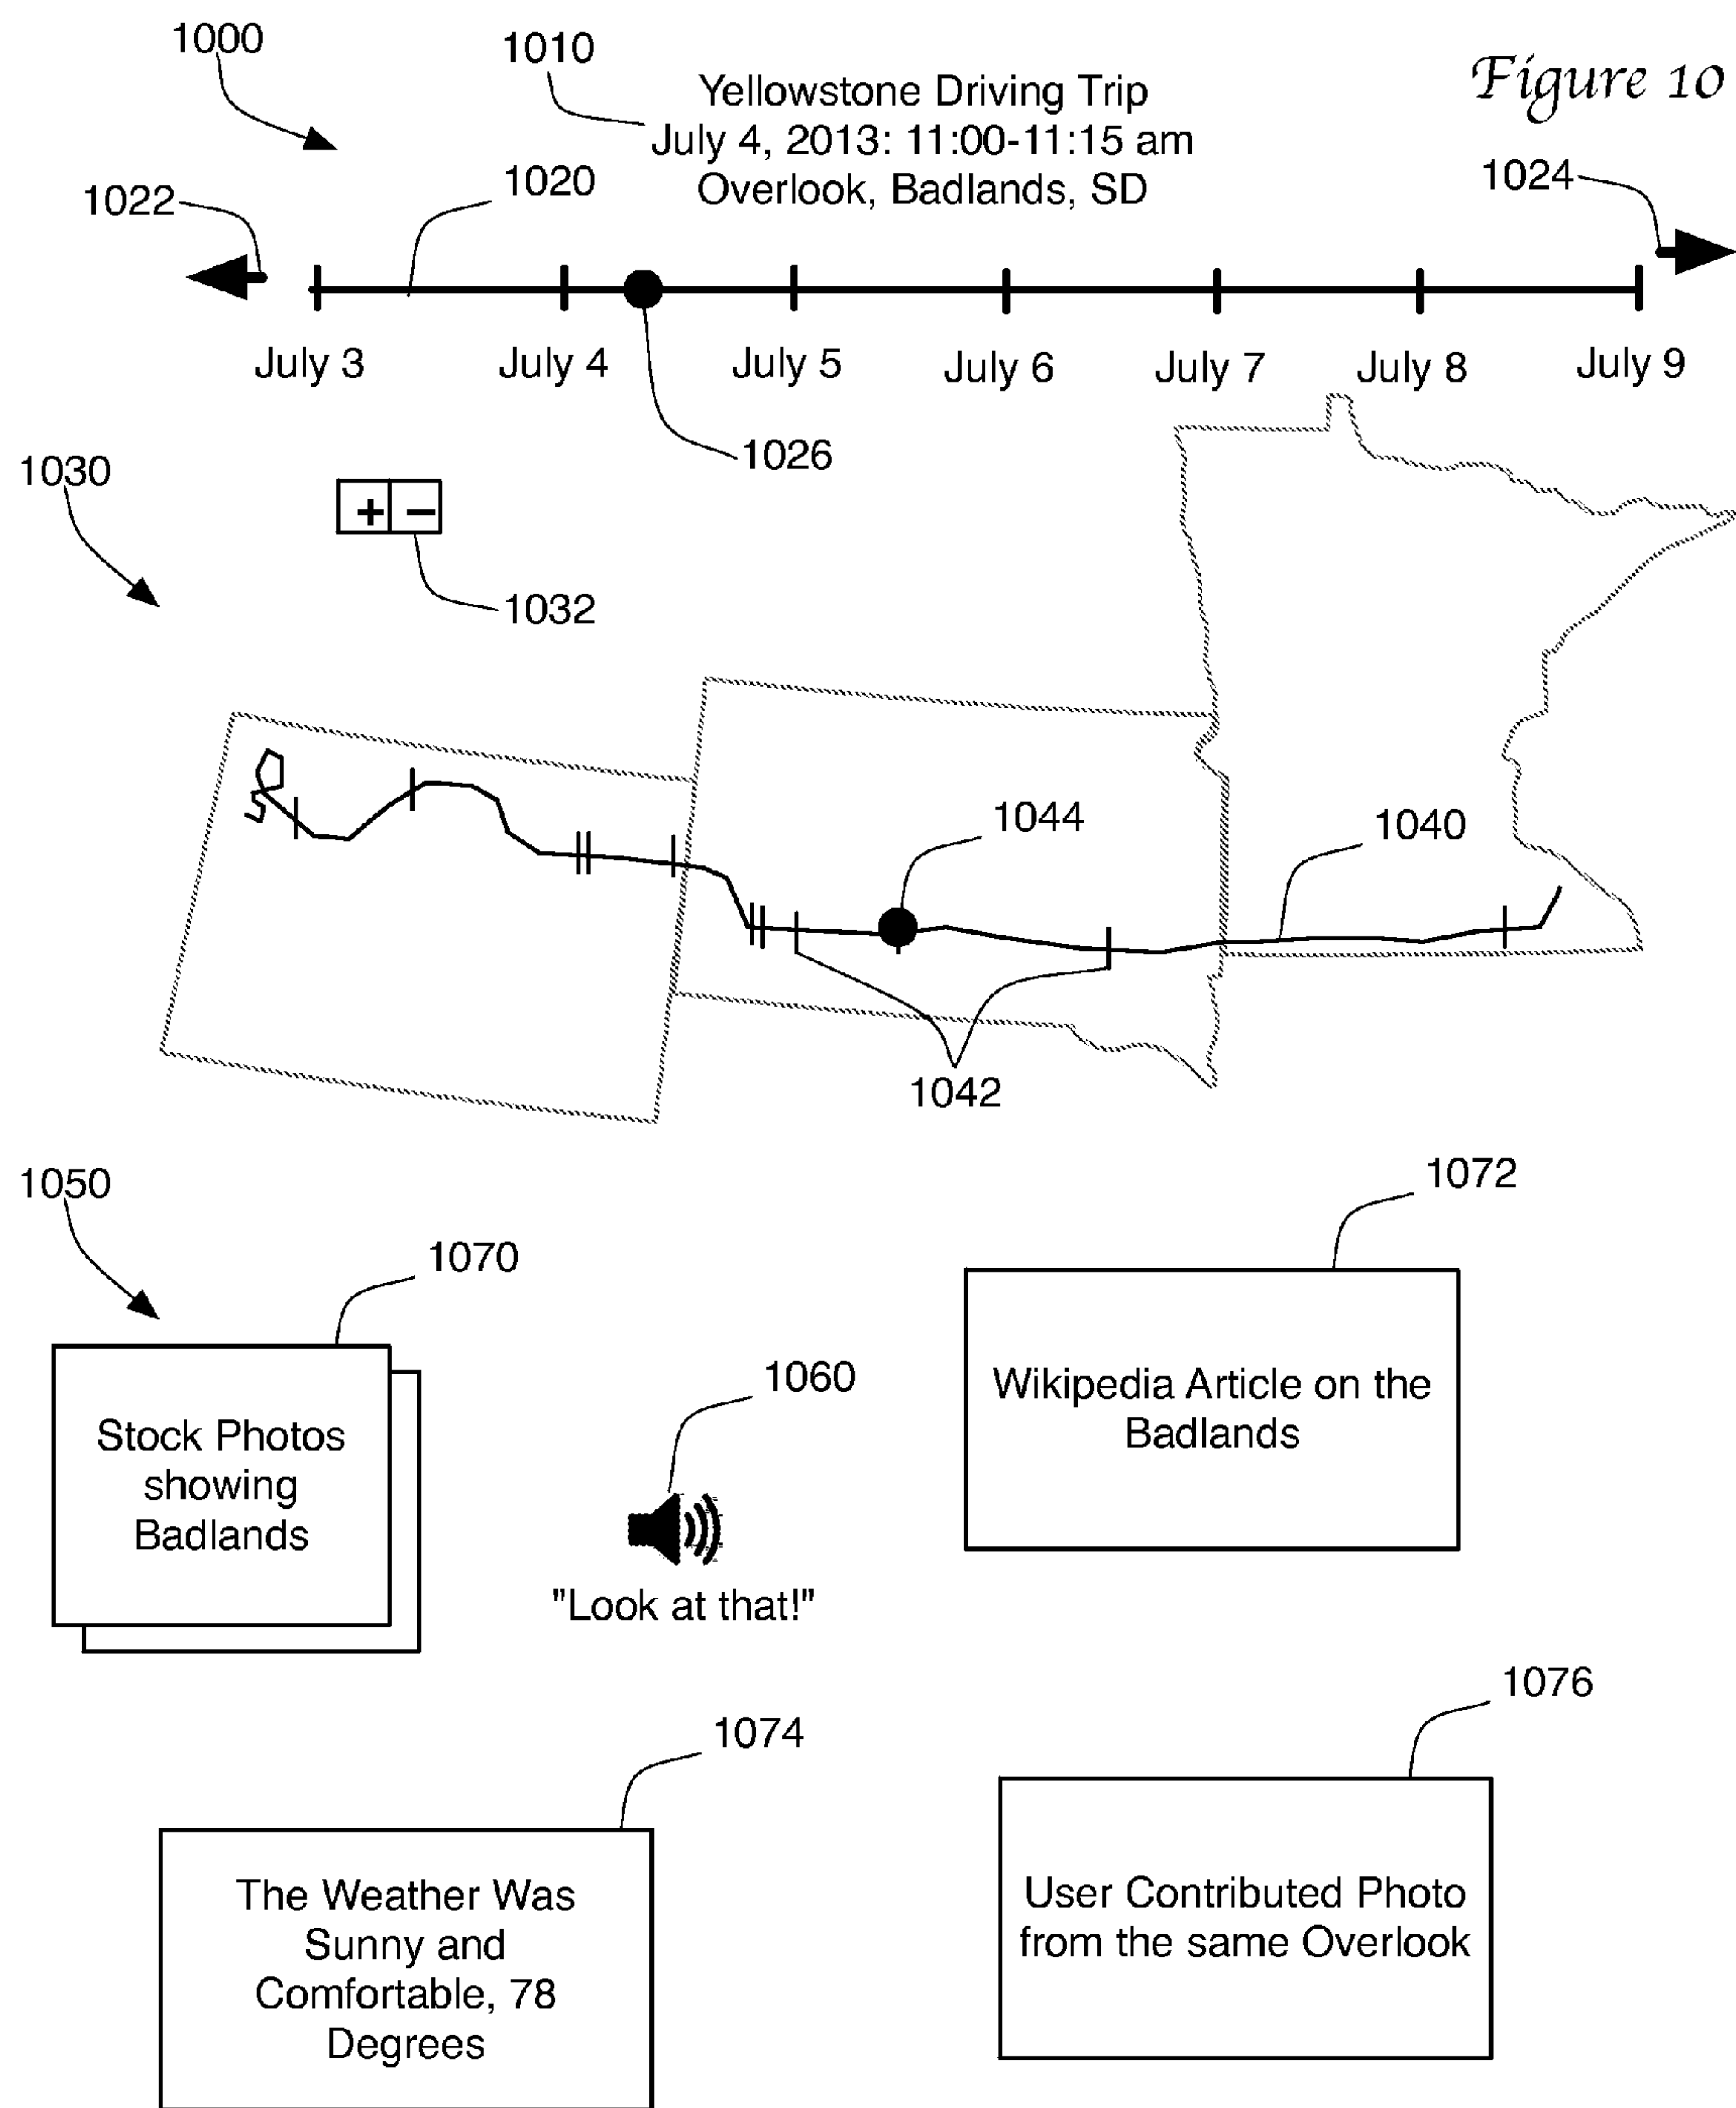 1000
1010
Figure 10
Yellowstone Driving Trip
July 4, 2013: 11:00-11:15 am
Overlook, Badlands, SD
1022
1020
1024
July 3
July 4
July 5
July 6
July 7
July 8
July 9
1026
1030
+ −
1032
1044
1040
1042
1050
1070
1072
Stock Photos
showing
Badlands
1060
"Look at that!"
Wikipedia Article on the
Badlands
1074
1076
The Weather Was
Sunny and
Comfortable, 78
Degrees
User Contributed Photo
from the same Overlook